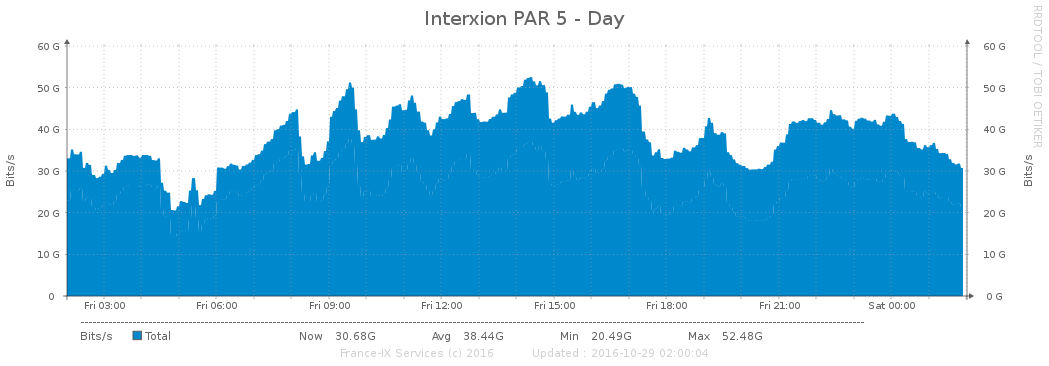 Interxion PAR 5 - Day
RRDTOOL / TOBI OETIKER
60 G
50 G
40 G
30 G
20 G
10 G
0
Bits/s
60 G
50 G
40 G
30 G
20 G
10 G
0 G
Bits/s
Fri 03:00 Fri 06:00 Fri 09:00 Fri 12:00 Fri 15:00 Fri 18:00 Fri 21:00 Sat 00:00
Bits/s Total Now 30.68G Avg 38.44G Min 20.49G Max 52.48G
France-IX Services (c) 2016 Updated : 2016-10-29 02:00:04